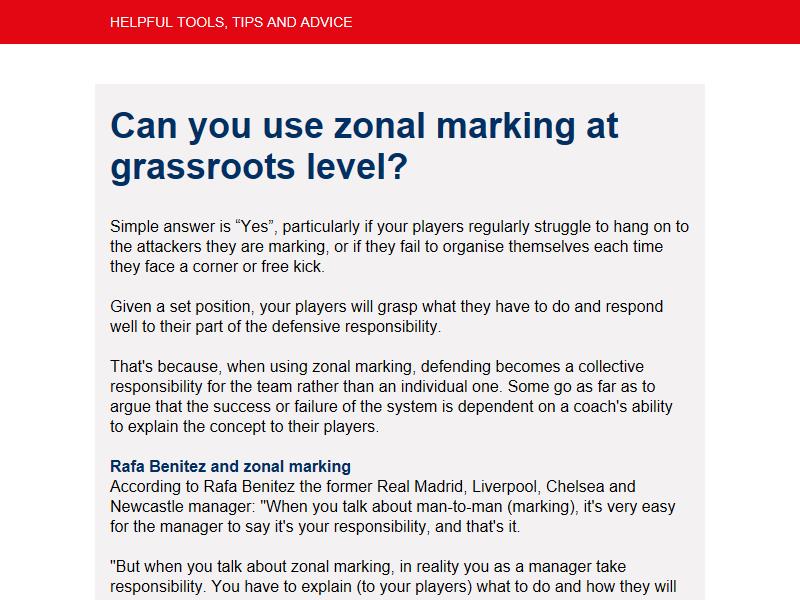 HELPFUL TOOLS, TIPS AND ADVICE
Can you use zonal marking at
grassroots level?
Simple answer is “Yes”, particularly if your players regularly struggle to hang on to
the attackers they are marking, or if they fail to organise themselves each time
they face a corner or free kick.
Given a set position, your players will grasp what they have to do and respond
well to their part of the defensive responsibility.
That's because, when using zonal marking, defending becomes a collective
responsibility for the team rather than an individual one. Some go as far as to
argue that the success or failure of the system is dependent on a coach's ability
to explain the concept to their players.
Rafa Benitez and zonal marking
According to Rafa Benitez the former Real Madrid, Liverpool, Chelsea and
Newcastle manager: "When you talk about man-to-man (marking), it's very easy
for the manager to say it's your responsibility, and that's it.
"But when you talk about zonal marking, in reality you as a manager take
responsibility. You have to explain (to your players) what to do and how they will